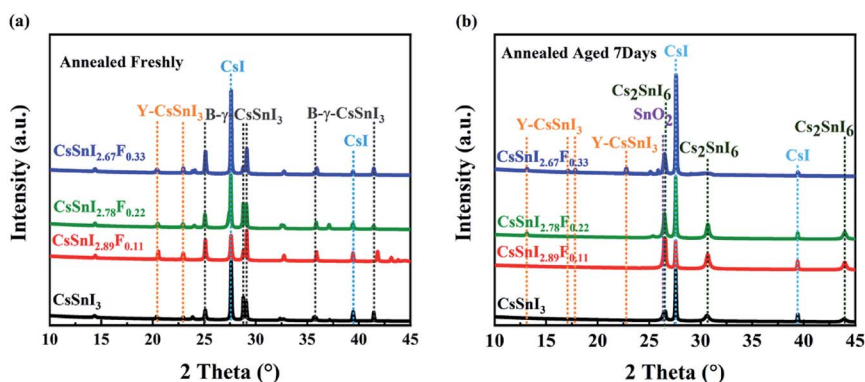 (a)
Annealed Freshly
CsI
Y-CsSnI₃
B-γ-CsSnI₃
B-γ-CsSnI₃
CsI
CsSnI₂.₆₇F₀.₃₃
CsSnI₂.₇₈F₀.₂₂
CsSnI₂.₈₉F₀.₁₁
CsSnI₃
Intensity (a.u.)
10 15 20 25 30 35 40 45
2 Theta (°)
(b)
Annealed Aged 7Days
CsI
Cs₂SnI₆
SnO₂
Y-CsSnI₃
Y-CsSnI₃
Cs₂SnI₆
CsI
Cs₂SnI₆
CsSnI₂.₆₇F₀.₃₃
CsSnI₂.₇₈F₀.₂₂
CsSnI₂.₈₉F₀.₁₁
CsSnI₃
Intensity (a.u.)
10 15 20 25 30 35 40 45
2 Theta (°)